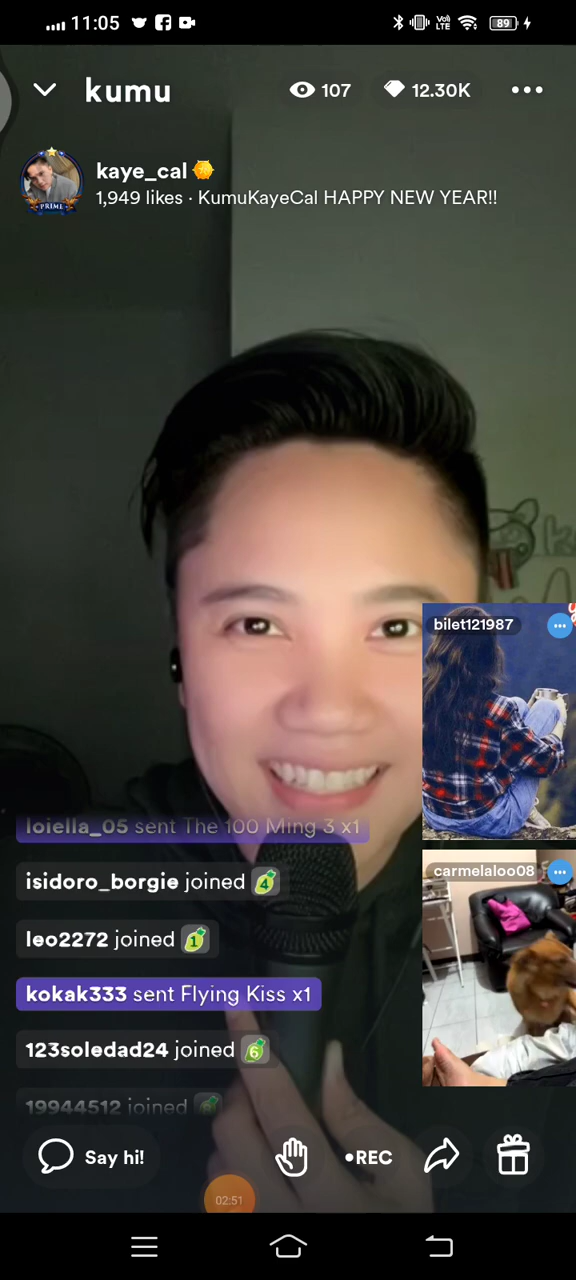 11:05
Vol LTE
89
kumu
107
12.30K
kaye_cal
1,949 likes · KumuKayeCal HAPPY NEW YEAR!!
PRIME
bilet121987
loiella_05 sent The 100 Ming 3 x1
carmelaloo08
isidoro_borgie joined 4
leo2272 joined 1
kokak333 sent Flying Kiss x1
123soledad24 joined 6
19944512 joined
Say hi!
•REC
02:51